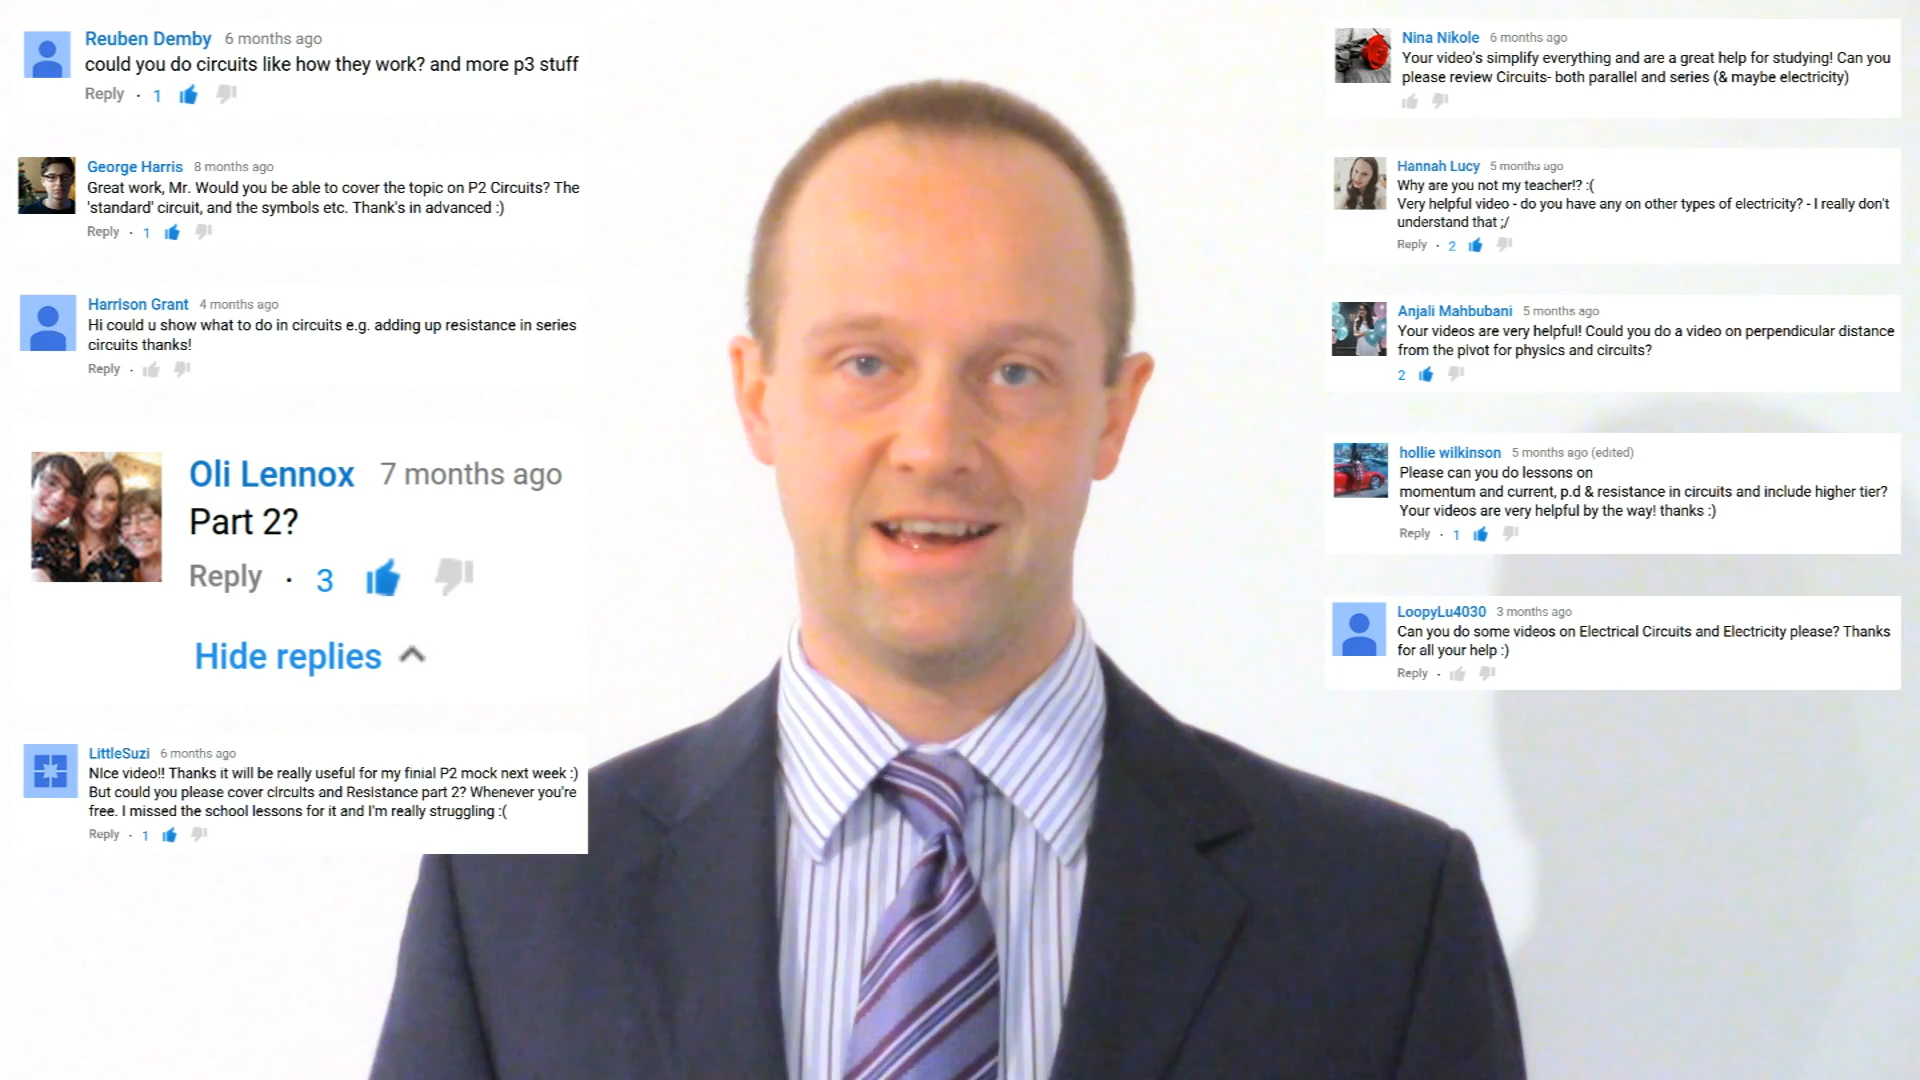 Reuben Demby 6 months ago
could you do circuits like how they work? and more p3 stuff
Reply · 1
George Harris 8 months ago
Great work, Mr. Would you be able to cover the topic on P2 Circuits? The
'standard' circuit, and the symbols etc. Thank's in advanced :)
Reply · 1
Harrison Grant 4 months ago
Hi could u show what to do in circuits e.g. adding up resistance in series
circuits thanks!
Reply ·
Oli Lennox 7 months ago
Part 2?
Reply · 3
Hide replies
LittleSuzi 6 months ago
NIce video!! Thanks it will be really useful for my finial P2 mock next week :)
But could you please cover circuits and Resistance part 2? Whenever you're
free. I missed the school lessons for it and I'm really struggling :(
Reply · 1
Nina Nikole 6 months ago
Your video's simplify everything and are a great help for studying! Can you
please review Circuits- both parallel and series (& maybe electricity)
Hannah Lucy 5 months ago
Why are you not my teacher!? :(
Very helpful video - do you have any on other types of electricity? - I really don't
understand that ;/
Reply · 2
Anjali Mahbubani 5 months ago
Your videos are very helpful! Could you do a video on perpendicular distance
from the pivot for physics and circuits?
2
hollie wilkinson 5 months ago (edited)
Please can you do lessons on
momentum and current, p.d & resistance in circuits and include higher tier?
Your videos are very helpful by the way! thanks :)
Reply · 1
LoopyLu4030 3 months ago
Can you do some videos on Electrical Circuits and Electricity please? Thanks
for all your help :)
Reply ·